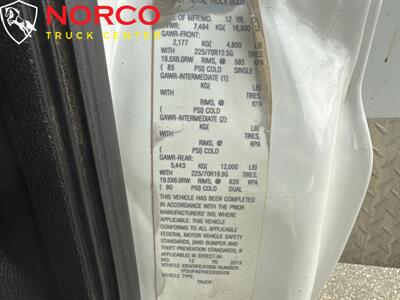 NORCO
TRUCK CENTER
ROYAL TRUCK BODY
OF MFR:MO. 12 YR.
7,484 KG( 16,500
GAWR-FRONT:
2,177 KG( 4,800 LB)
WITH 225/70R19.5G TIRES,
19.5X6.0RW RIMS, @ 585 KPA
( 85 PSI) COLD SINGLE
GAWR-INTERMEDIATE (1):
KG( LB)
WITH TIRES,
RIMS, @ KPA
( PSI) COLD
GAWR-INTERMEDIATE (2):
KG( LB)
WITH TIRES,
RIMS, @ KPA
( PSI) COLD
GAWR-REAR:
5,443 KG( 12,000 LB)
WITH 225/70R19.5G TIRES,
19.5X6.0RW RIMS, @ 620 KPA
( 90 PSI) COLD DUAL
THIS VEHICLE HAS BEEN COMPLETED IN
ACCORDANCE WITH THE PRIOR
MANUFACTURERS' IVD, WHERE
APPLICABLE. THIS VEHICLE
CONFORMS TO ALL APPLICABLE
FEDERAL MOTOR VEHICLE SAFETY
STANDARDS, [AND BUMPER AND
THEFT PREVENTION STANDARDS, IF
APPLICABLE] IN EFFECT IN
MO. 12 YR. 2013
VEHICLE IDENTIFICATION NUMBER:
VEHICLE TYPE:
TRUCK